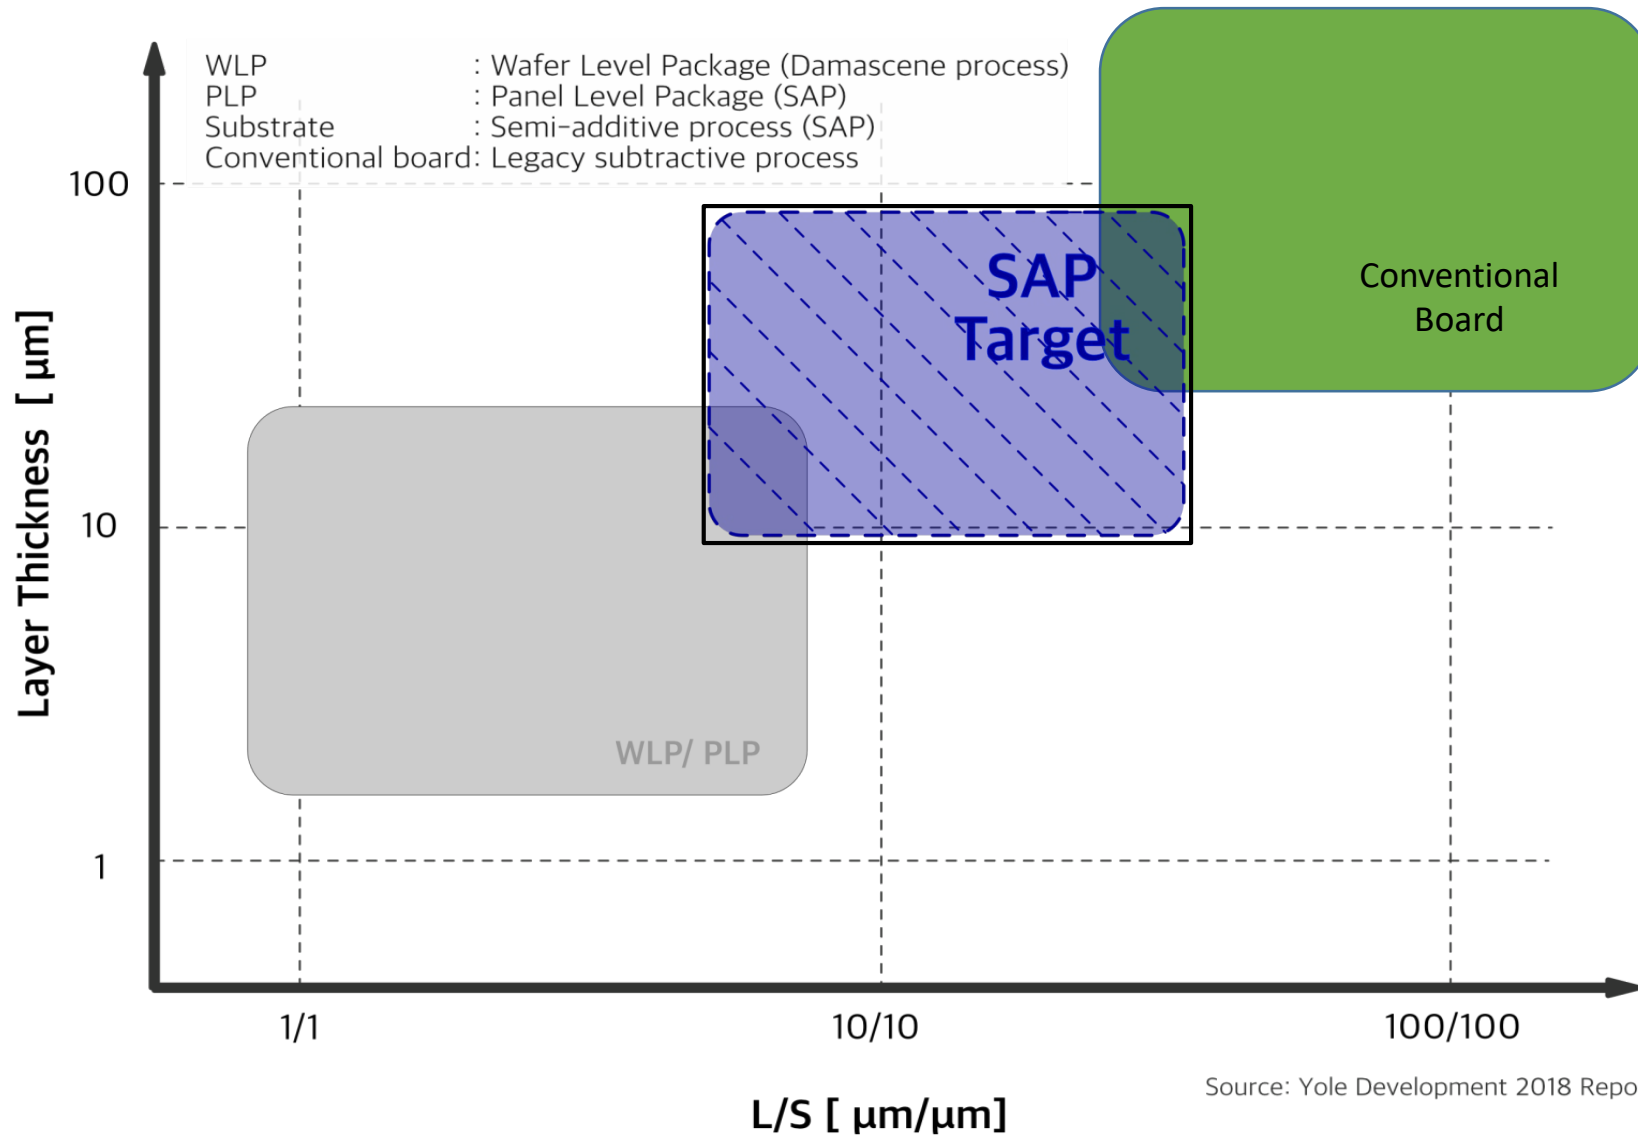 WLP : Wafer Level Package (Damascene process)
PLP : Panel Level Package (SAP)
Substrate : Semi-additive process (SAP)
Conventional board: Legacy subtractive process
100
10
1
Layer Thickness [ µm]
SAP
Target
Conventional
Board
WLP/ PLP
1/1
10/10
100/100
L/S [ µm/µm]
Source: Yole Development 2018 Repo